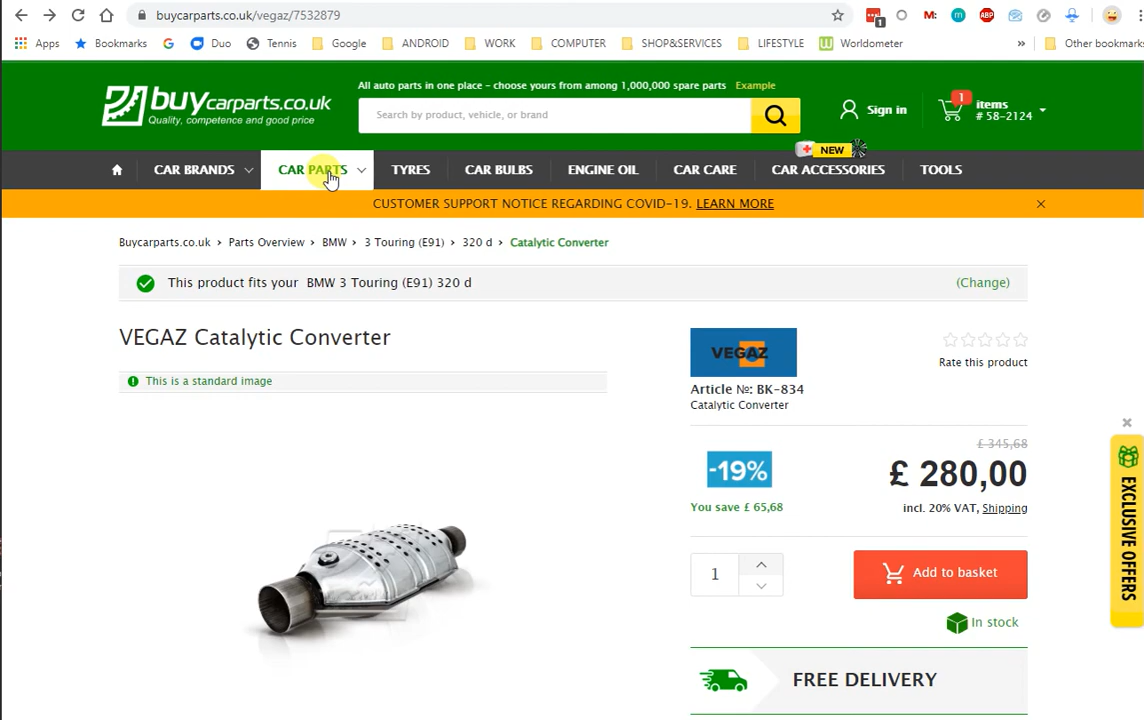 buycarparts.co.uk/vegaz/7532879
1
M:
m
ABP
Apps
Bookmarks
Duo
Tennis
Google
ANDROID
WORK
COMPUTER
SHOP&SERVICES
LIFESTYLE
W Worldometer
»
Other bookmarks
buycarparts.co.uk
Quality, competence and good price
All auto parts in one place – choose yours from among 1,000,000 spare parts Example
Search by product, vehicle, or brand
Sign in
1
items
# 58-2124
NEW
CAR BRANDS
CAR PARTS
TYRES
CAR BULBS
ENGINE OIL
CAR CARE
CAR ACCESSORIES
TOOLS
CUSTOMER SUPPORT NOTICE REGARDING COVID-19. LEARN MORE
Buycarparts.co.uk > Parts Overview > BMW > 3 Touring (E91) > 320 d > Catalytic Converter
This product fits your BMW 3 Touring (E91) 320 d
(Change)
VEGAZ Catalytic Converter
This is a standard image
VEGAZ
Rate this product
Article №: BK-834
Catalytic Converter
£ 345,68
-19%
£ 280,00
You save £ 65,68
incl. 20% VAT, Shipping
1
Add to basket
In stock
FREE DELIVERY
EXCLUSIVE OFFERS